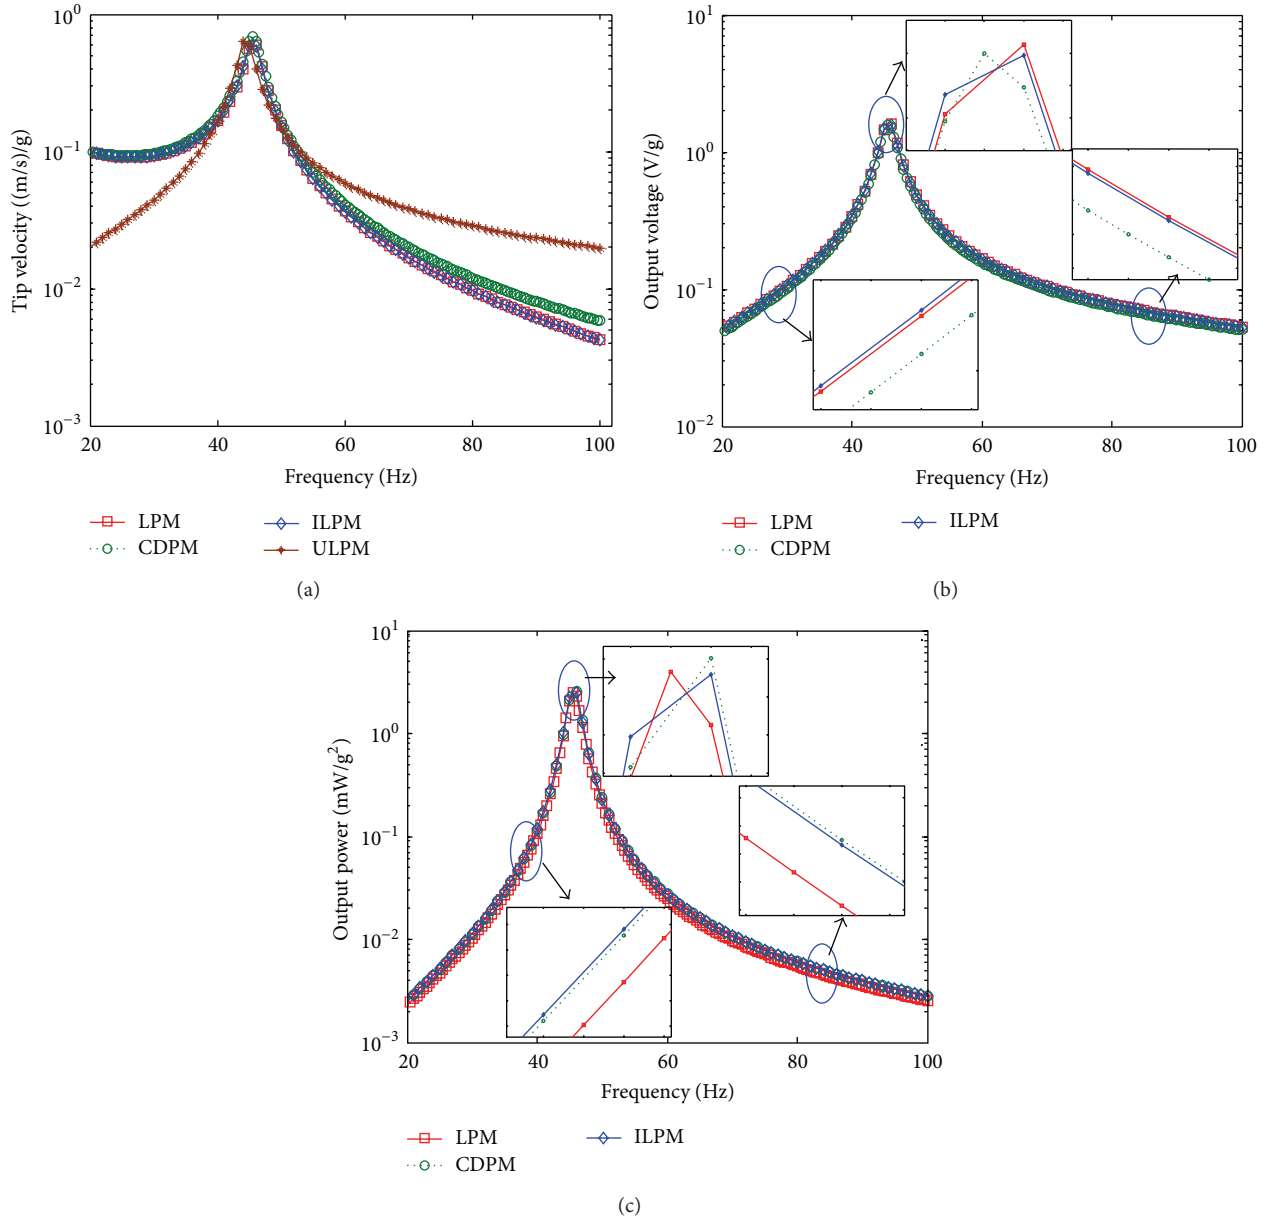 10^0
10^−1
10^−2
10^−3
20
40
60
80
100
Tip velocity ((m/s)/g)
Frequency (Hz)
LPM
CDPM
ILPM
ULPM
(a)
10^1
10^0
10^−1
10^−2
20
40
60
80
100
Output voltage (V/g)
Frequency (Hz)
LPM
CDPM
ILPM
(b)
10^1
10^0
10^−1
10^−2
10^−3
20
40
60
80
100
Output power (mW/g^2)
Frequency (Hz)
LPM
CDPM
ILPM
(c)